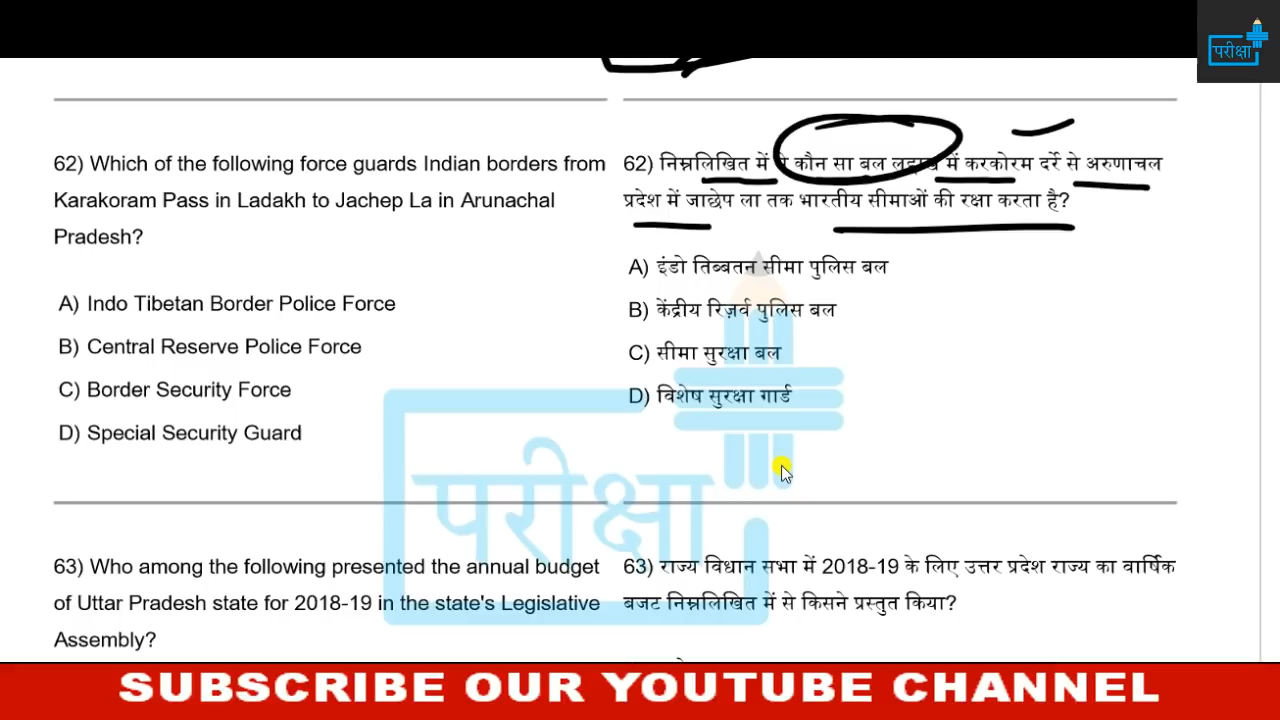 परीक्षा
62) Which of the following force guards Indian borders from
Karakoram Pass in Ladakh to Jachep La in Arunachal
Pradesh?
A) Indo Tibetan Border Police Force
B) Central Reserve Police Force
C) Border Security Force
D) Special Security Guard
62) निम्नलिखित में से कौन सा बल लद्दाख में करकोरम दर्रे से अरुणाचल
प्रदेश में जाछेप ला तक भारतीय सीमाओं की रक्षा करता है?
A) इंडो तिब्बतन सीमा पुलिस बल
B) केंद्रीय रिज़र्व पुलिस बल
C) सीमा सुरक्षा बल
D) विशेष सुरक्षा गार्ड
परीक्षा
63) Who among the following presented the annual budget
of Uttar Pradesh state for 2018-19 in the state's Legislative
Assembly?
63) राज्य विधान सभा में 2018-19 के लिए उत्तर प्रदेश राज्य का वार्षिक
बजट निम्नलिखित में से किसने प्रस्तुत किया?
SUBSCRIBE OUR YOUTUBE CHANNEL